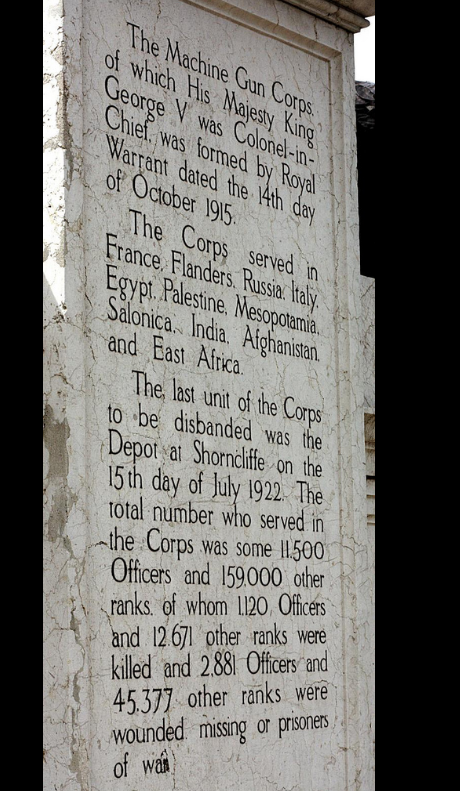 The Machine Gun Corps,
of which His Majesty King
George V was Colonel-in-
Chief, was formed by Royal
Warrant dated the 14th day
of October 1915.
The Corps served in
France, Flanders, Russia, Italy,
Egypt, Palestine, Mesopotamia,
Salonica, India, Afghanistan
and East Africa.
The last unit of the Corps
to be disbanded was the
Depot at Shorncliffe on the
15th day of July 1922. The
total number who served in
the Corps was some 11,500
Officers and 159,000 other
ranks, of whom 1,120 Officers
and 12,671 other ranks were
killed and 2,881 Officers and
45,377 other ranks were
wounded missing or prisoners
of war